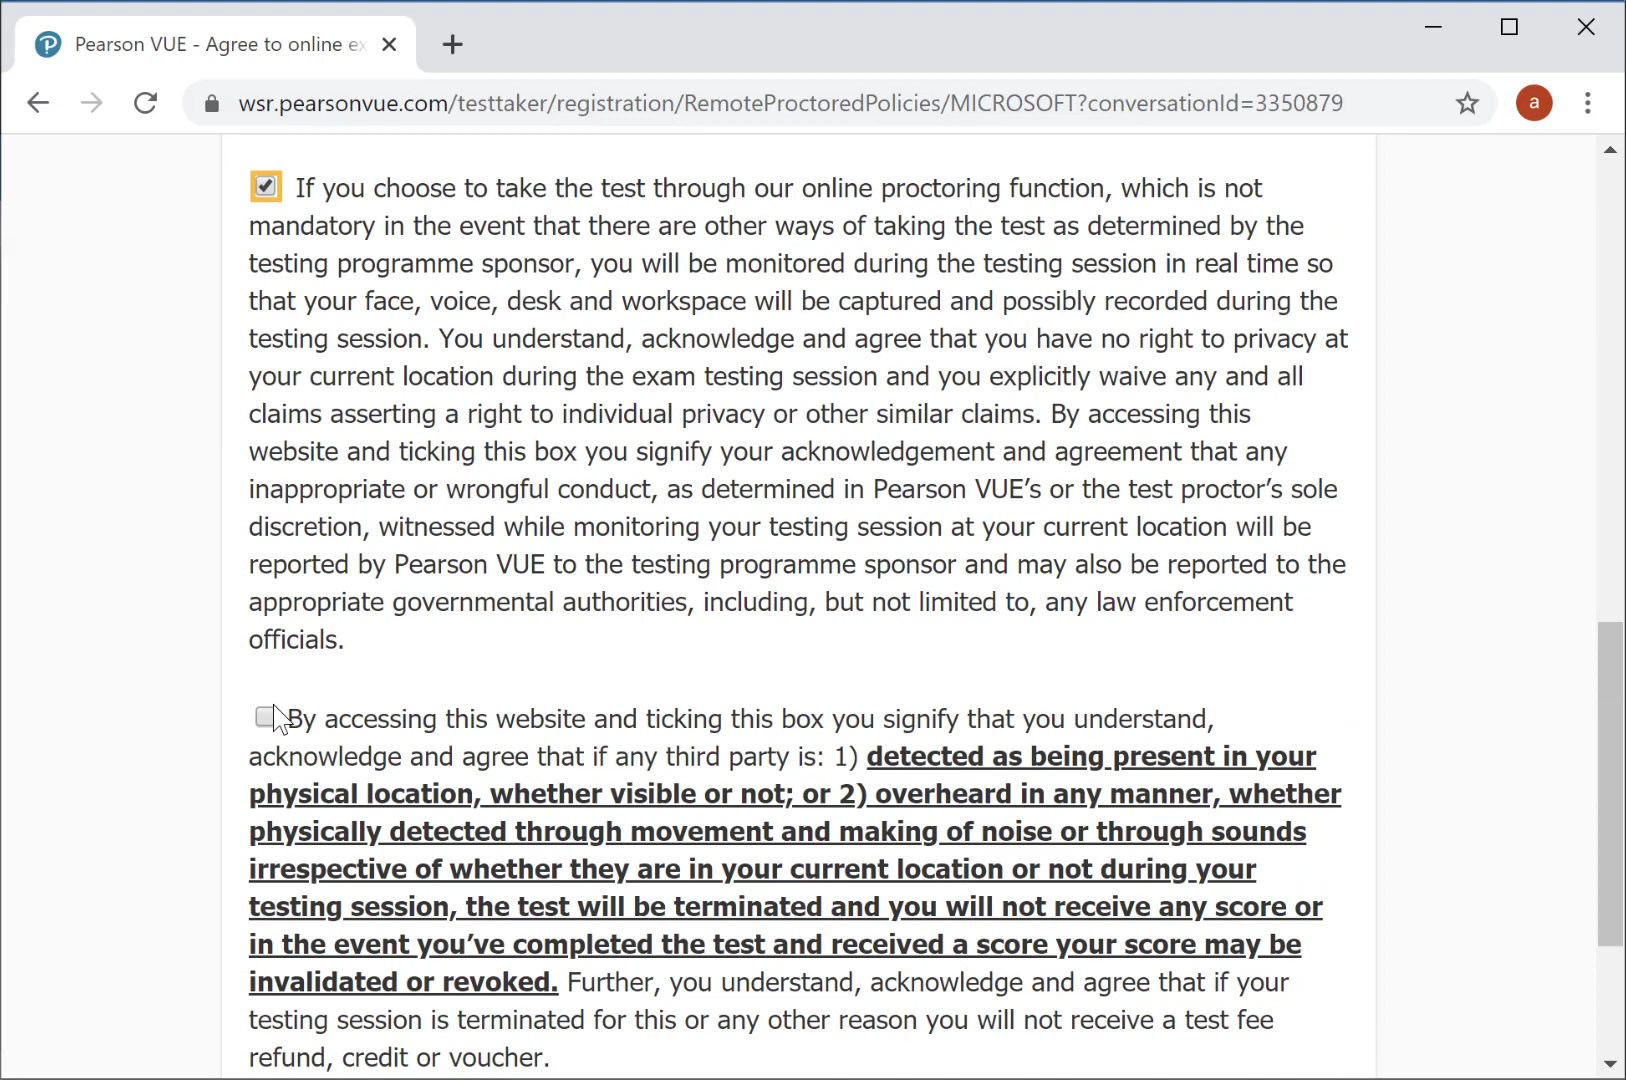 Pearson VUE - Agree to online ex
wsr.pearsonvue.com/testtaker/registration/RemoteProctoredPolicies/MICROSOFT?conversationId=3350879
a
If you choose to take the test through our online proctoring function, which is not
mandatory in the event that there are other ways of taking the test as determined by the
testing programme sponsor, you will be monitored during the testing session in real time so
that your face, voice, desk and workspace will be captured and possibly recorded during the
testing session. You understand, acknowledge and agree that you have no right to privacy at
your current location during the exam testing session and you explicitly waive any and all
claims asserting a right to individual privacy or other similar claims. By accessing this
website and ticking this box you signify your acknowledgement and agreement that any
inappropriate or wrongful conduct, as determined in Pearson VUE’s or the test proctor’s sole
discretion, witnessed while monitoring your testing session at your current location will be
reported by Pearson VUE to the testing programme sponsor and may also be reported to the
appropriate governmental authorities, including, but not limited to, any law enforcement
officials.
By accessing this website and ticking this box you signify that you understand,
acknowledge and agree that if any third party is: 1) detected as being present in your
physical location, whether visible or not; or 2) overheard in any manner, whether
physically detected through movement and making of noise or through sounds
irrespective of whether they are in your current location or not during your
testing session, the test will be terminated and you will not receive any score or
in the event you’ve completed the test and received a score your score may be
invalidated or revoked. Further, you understand, acknowledge and agree that if your
testing session is terminated for this or any other reason you will not receive a test fee
refund, credit or voucher.